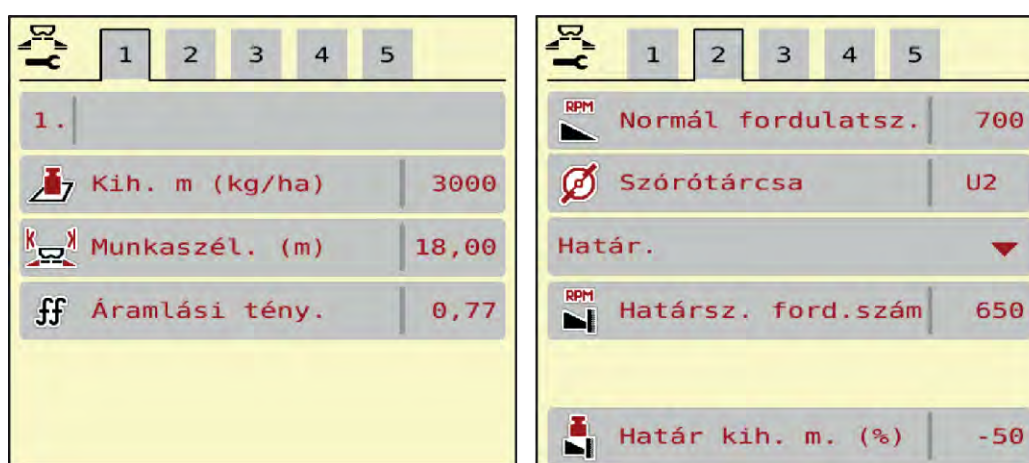 1 2 3 4 5
1.
Kih. m (kg/ha) 3000
K K Munkaszél. (m) 18,00
ff Áramlási tény. 0,77
1 2 3 4 5
RPM Normál fordulatsz. 700
Szórótárcsa U2
Határ.
RPM Határsz. ford.szám 650
Határ kih. m. (%) -50